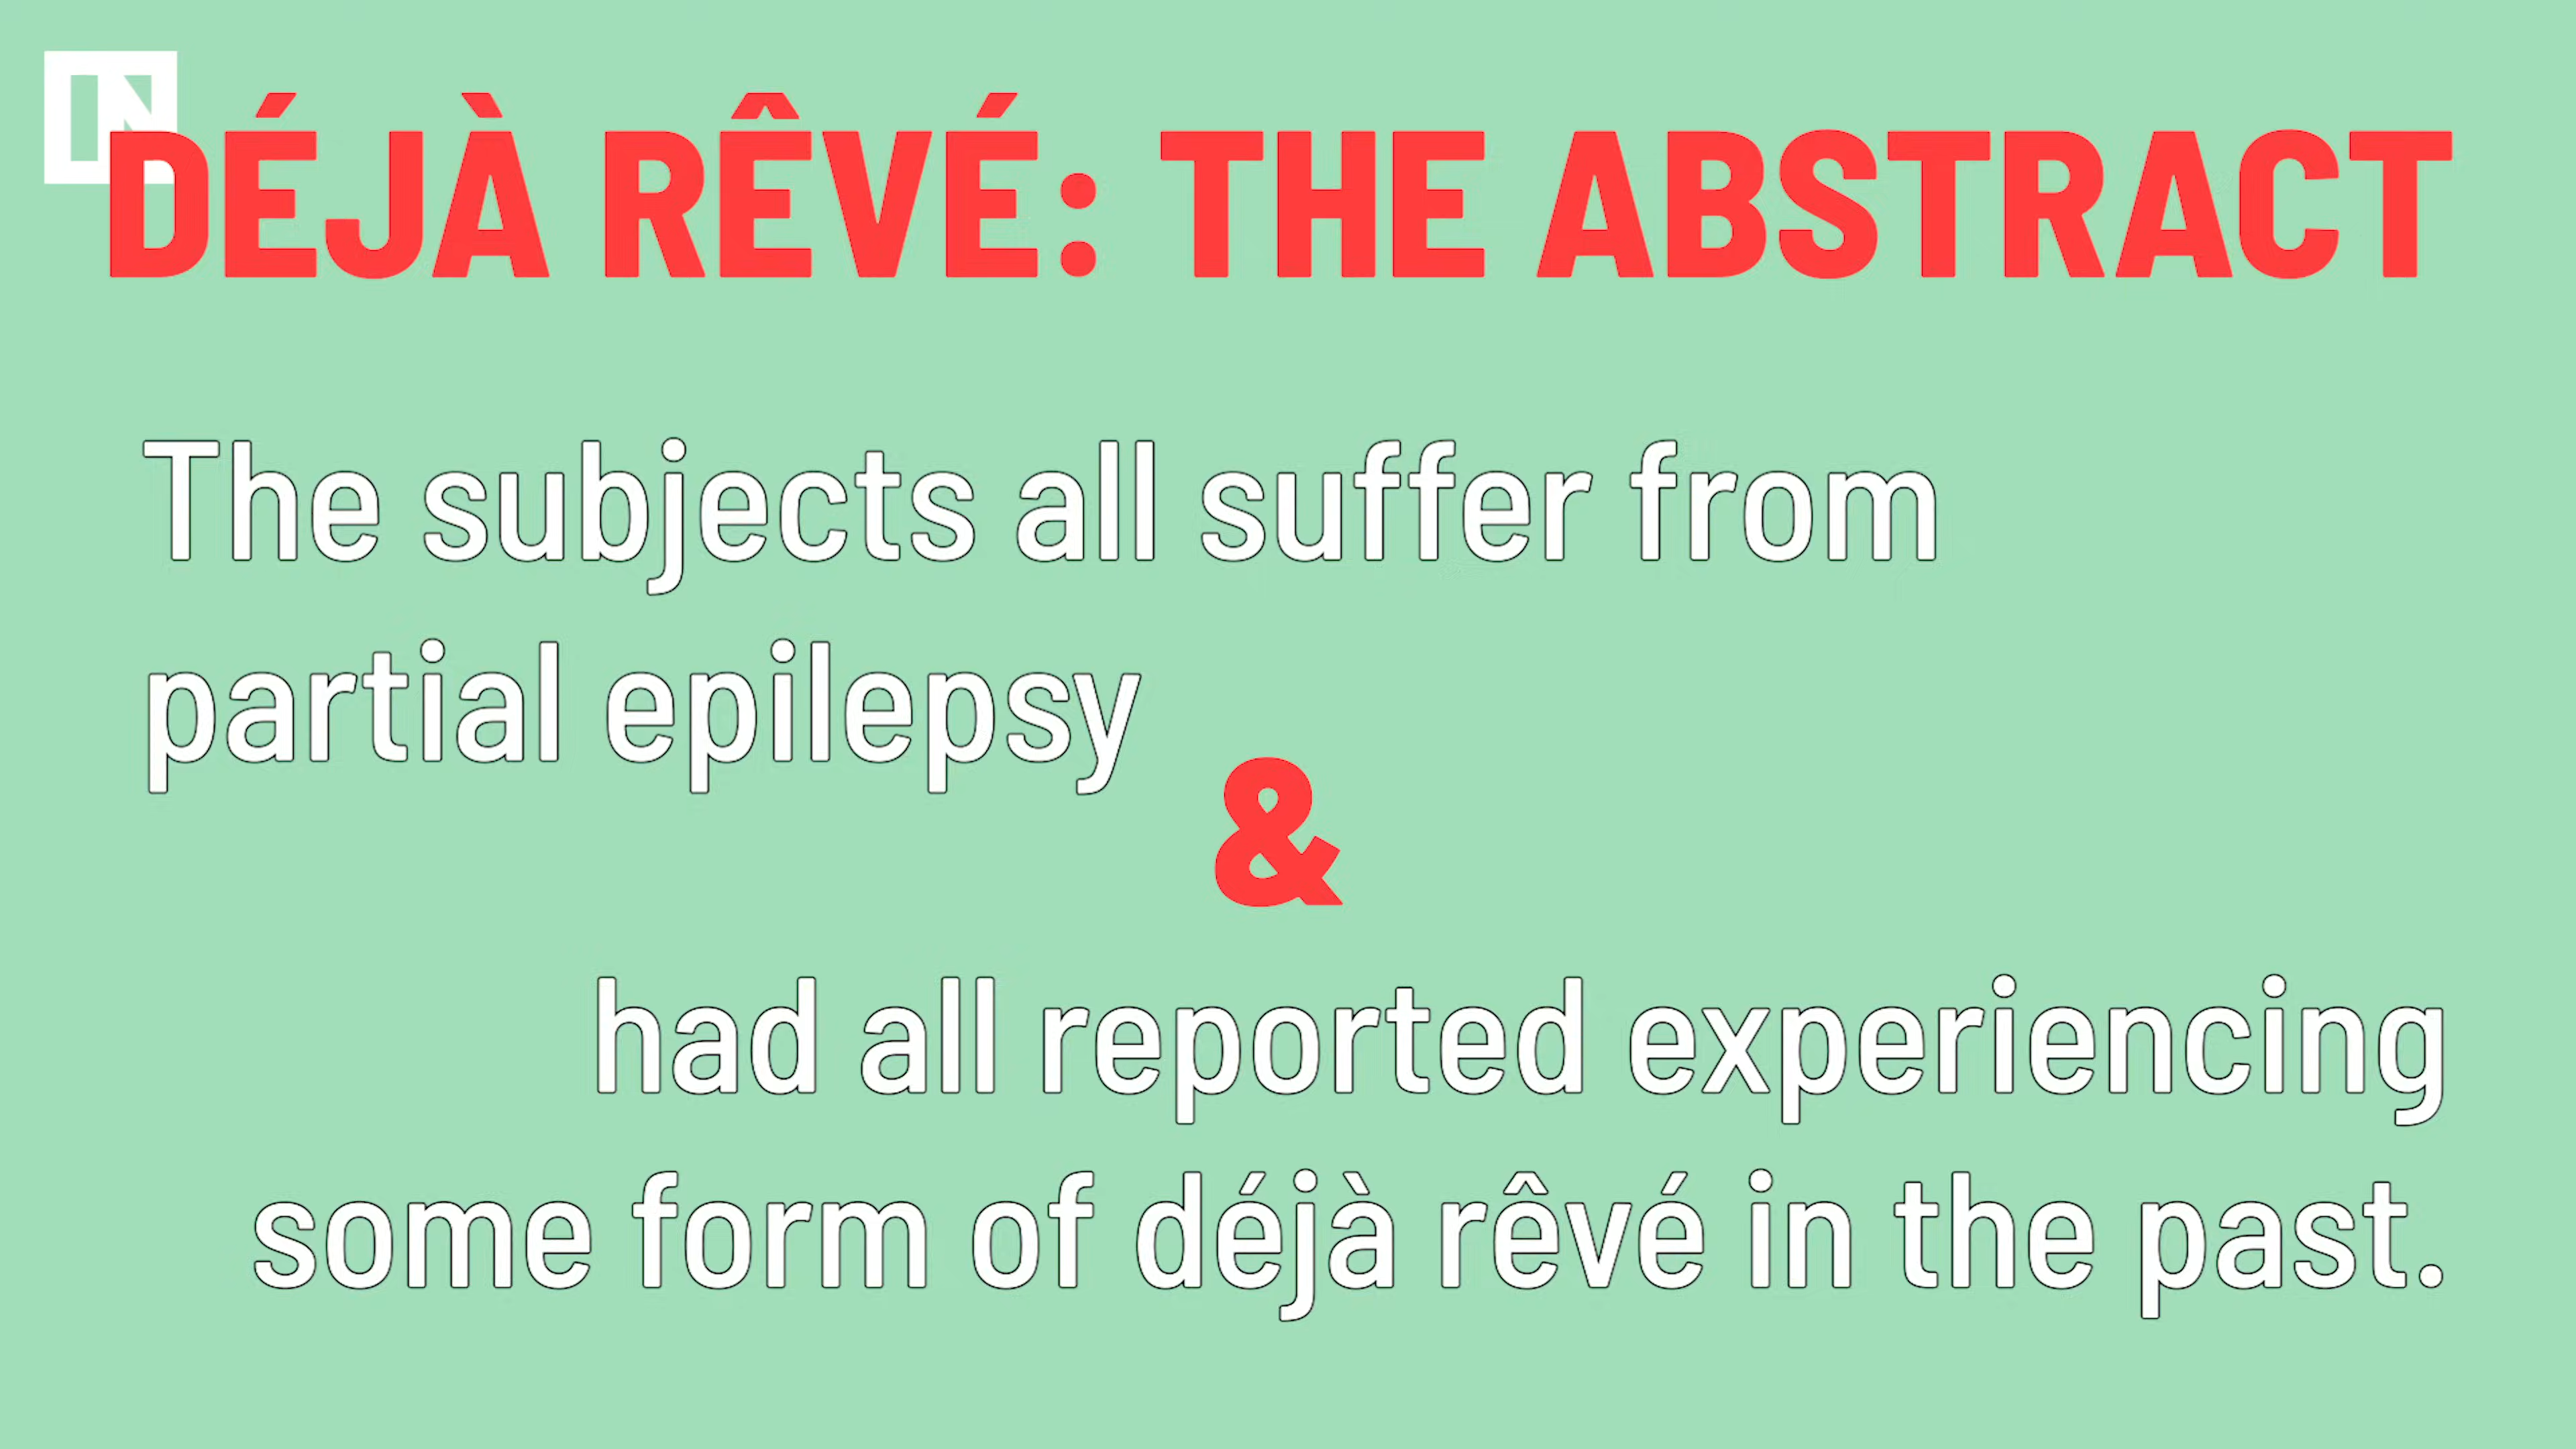 IN
DÉJÀ RÊVÉ: THE ABSTRACT
The subjects all suffer from
partial epilepsy
&
had all reported experiencing
some form of déjà rêvé in the past.